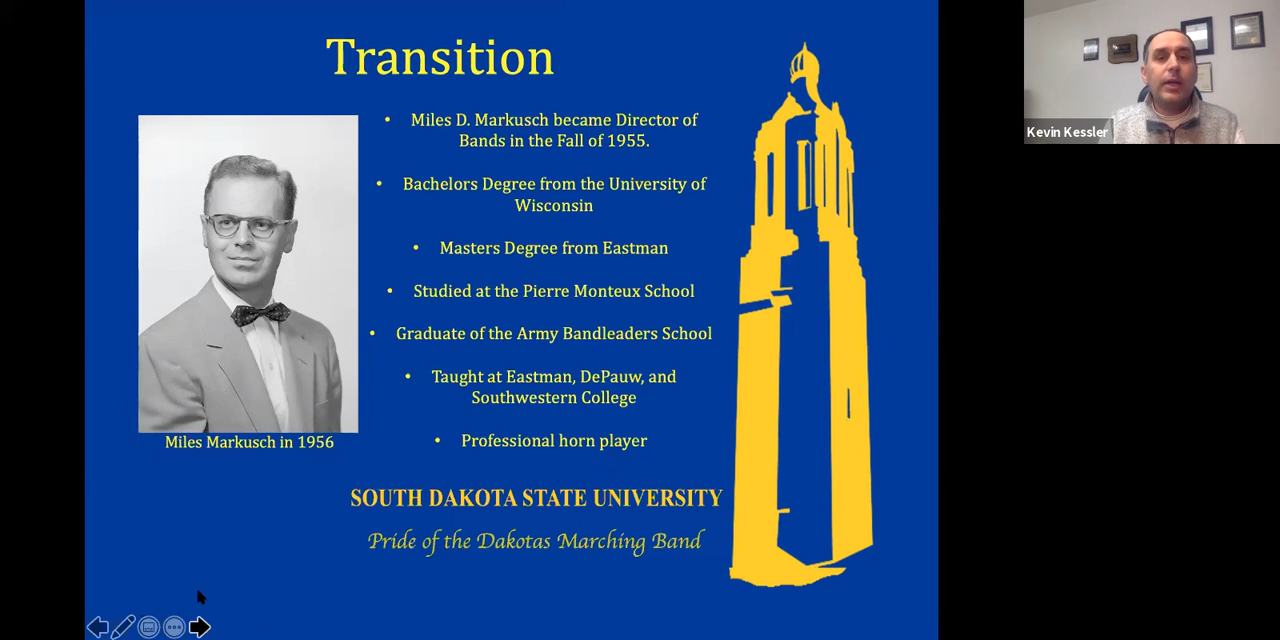 Transition
• Miles D. Markusch became Director of
Bands in the Fall of 1955.
• Bachelors Degree from the University of
Wisconsin
• Masters Degree from Eastman
• Studied at the Pierre Monteux School
• Graduate of the Army Bandleaders School
• Taught at Eastman, DePauw, and
Southwestern College
• Professional horn player
Miles Markusch in 1956
SOUTH DAKOTA STATE UNIVERSITY
Pride of the Dakotas Marching Band
Kevin Kessler